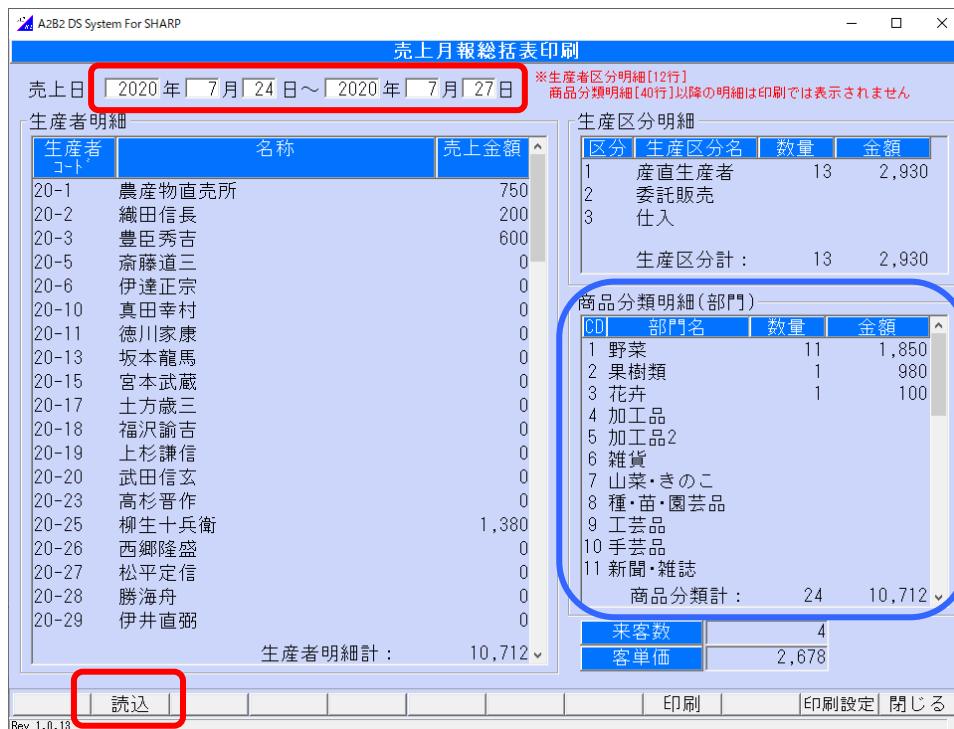 A2B2 DS System For SHARP
売上月報総括表印刷
売上日 2020 年 7 月 24 日～ 2020 年 7 月 27 日
※生産者区分明細[12行]
商品分類明細[40行]以降の明細は印刷では表示されません
生産者明細
生産者コード 名称 売上金額
20-1 農産物直売所 750
20-2 織田信長 200
20-3 豊臣秀吉 600
20-5 斎藤道三 0
20-6 伊達正宗 0
20-10 真田幸村 0
20-11 徳川家康 0
20-13 坂本龍馬 0
20-15 宮本武蔵 0
20-17 土方歳三 0
20-18 福沢諭吉 0
20-19 上杉謙信 0
20-20 武田信玄 0
20-23 高杉晋作 0
20-25 柳生十兵衛 1,380
20-26 西郷隆盛 0
20-27 松平定信 0
20-28 勝海舟 0
20-29 伊井直弼 0
生産者明細計： 10,712
生産区分明細
区分 生産区分名 数量 金額
1 産直生産者 13 2,930
2 委託販売
3 仕入
生産区分計： 13 2,930
商品分類明細(部門)
CD 部門名 数量 金額
1 野菜 11 1,850
2 果樹類 1 980
3 花卉 1 100
4 加工品
5 加工品2
6 雑貨
7 山菜・きのこ
8 種・苗・園芸品
9 工芸品
10 手芸品
11 新聞・雑誌
商品分類計： 24 10,712
来客数 4
客単価 2,678
読込 印刷 印刷設定 閉じる
Rev 1.0.13